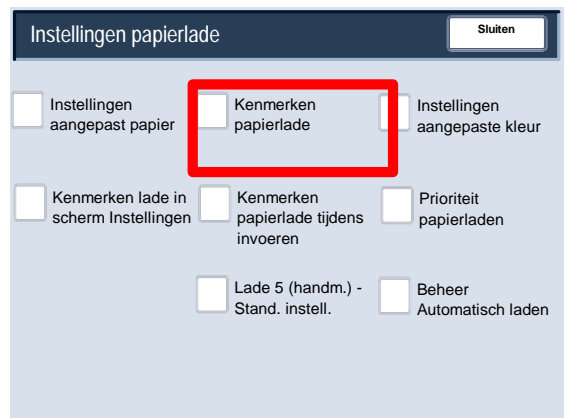 Instellingen papierlade
Sluiten
Instellingen
aangepast papier
Kenmerken
papierlade
Instellingen
aangepaste kleur
Kenmerken lade in
scherm Instellingen
Kenmerken
papierlade tijdens
invoeren
Prioriteit
papierladen
Lade 5 (handm.) -
Stand. instell.
Beheer
Automatisch laden